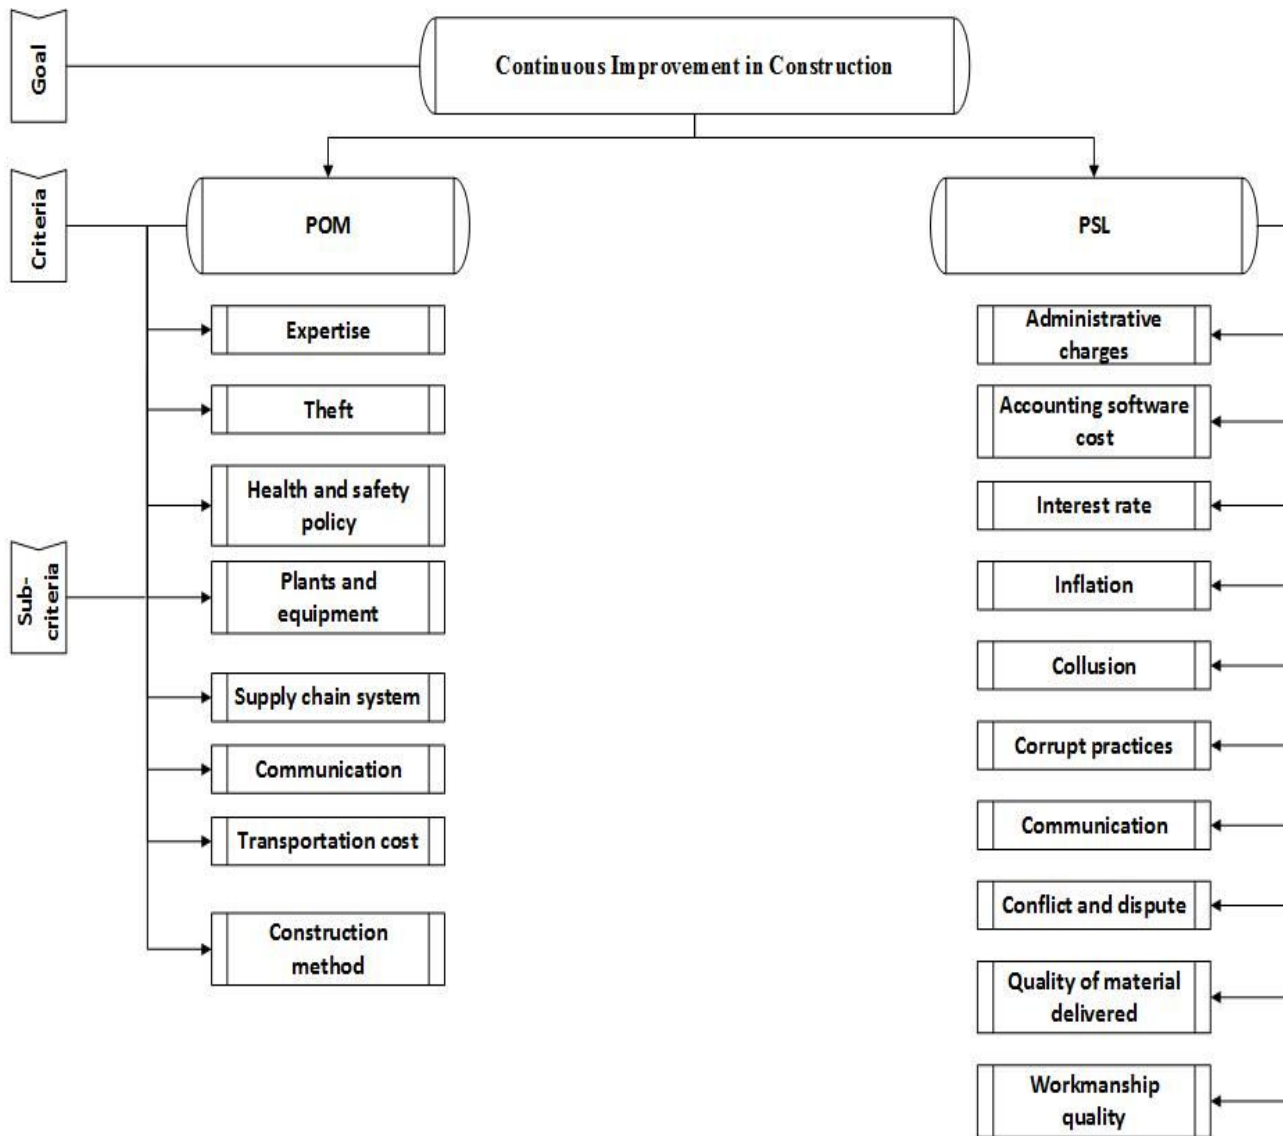 Goal
Continuous Improvement in Construction
Criteria
POM
PSL
Sub-
criteria
Expertise
Theft
Health and safety
policy
Plants and
equipment
Supply chain system
Communication
Transportation cost
Construction
method
Administrative
charges
Accounting software
cost
Interest rate
Inflation
Collusion
Corrupt practices
Communication
Conflict and dispute
Quality of material
delivered
Workmanship
quality